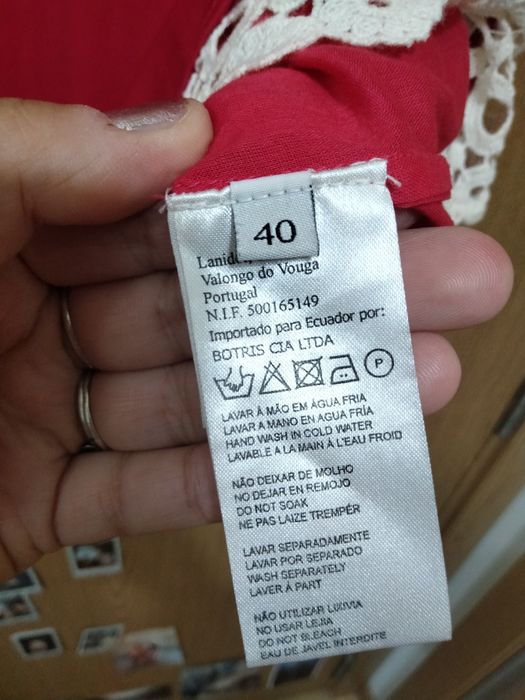 40
Valongo do Vouga
Portugal
N.I.F. 500165149
Importado para Ecuador por:
BOTRIS CIA LTDA
P
LAVAR À MÃO EM ÁGUA FRIA
LAVAR A MANO EN AGUA FRÍA
HAND WASH IN COLD WATER
LAVABLE À LA MAIN À L'EAU FROID
NÃO DEIXAR DE MOLHO
NO DEJAR EN REMOJO
DO NOT SOAK
NE PAS LAIZE TREMPÉR
LAVAR SEPARADAMENTE
LAVAR POR SEPARADO
WASH SEPARATELY
LAVER À PART
NÃO UTILIZAR LIXIVIA
NO USAR LEJIA
DO NOT BLEACH
EAU DE JAVEL INTERDITE